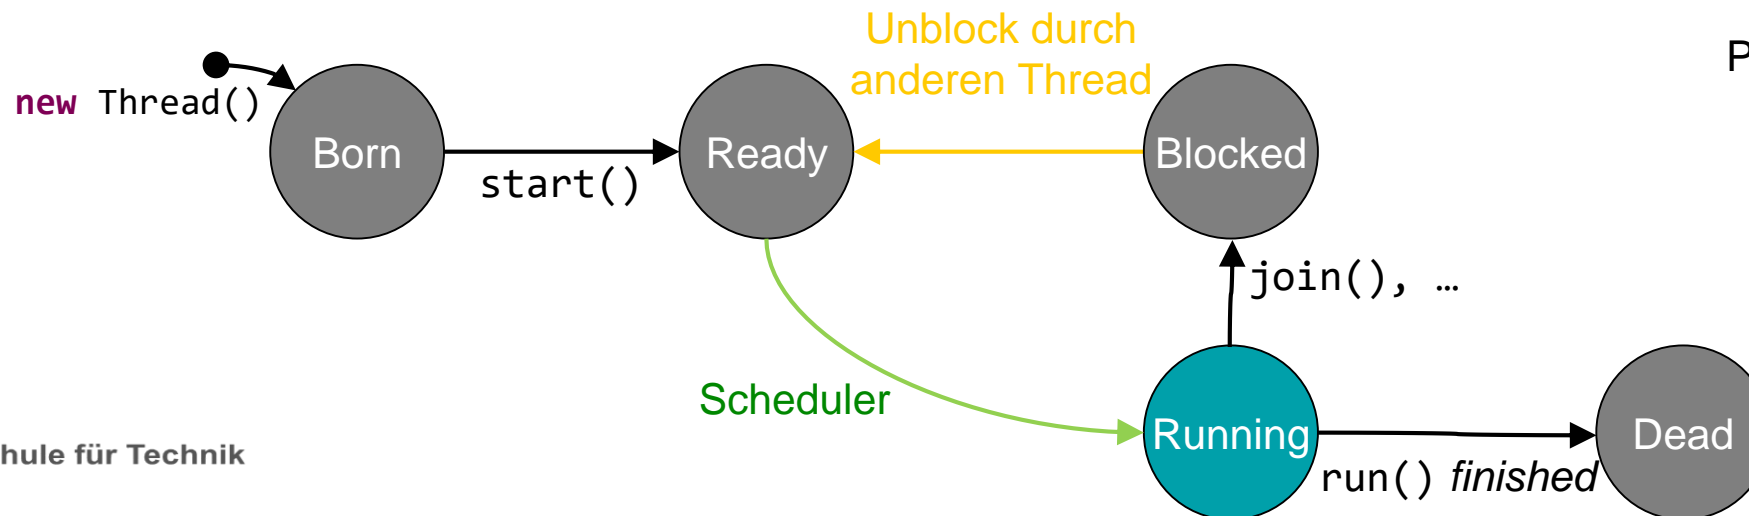 Unblock durch
anderen Thread
P
new Thread()
Born
start()
Ready
Blocked
join(), …
Scheduler
Running
run() finished
Dead
hule für Technik